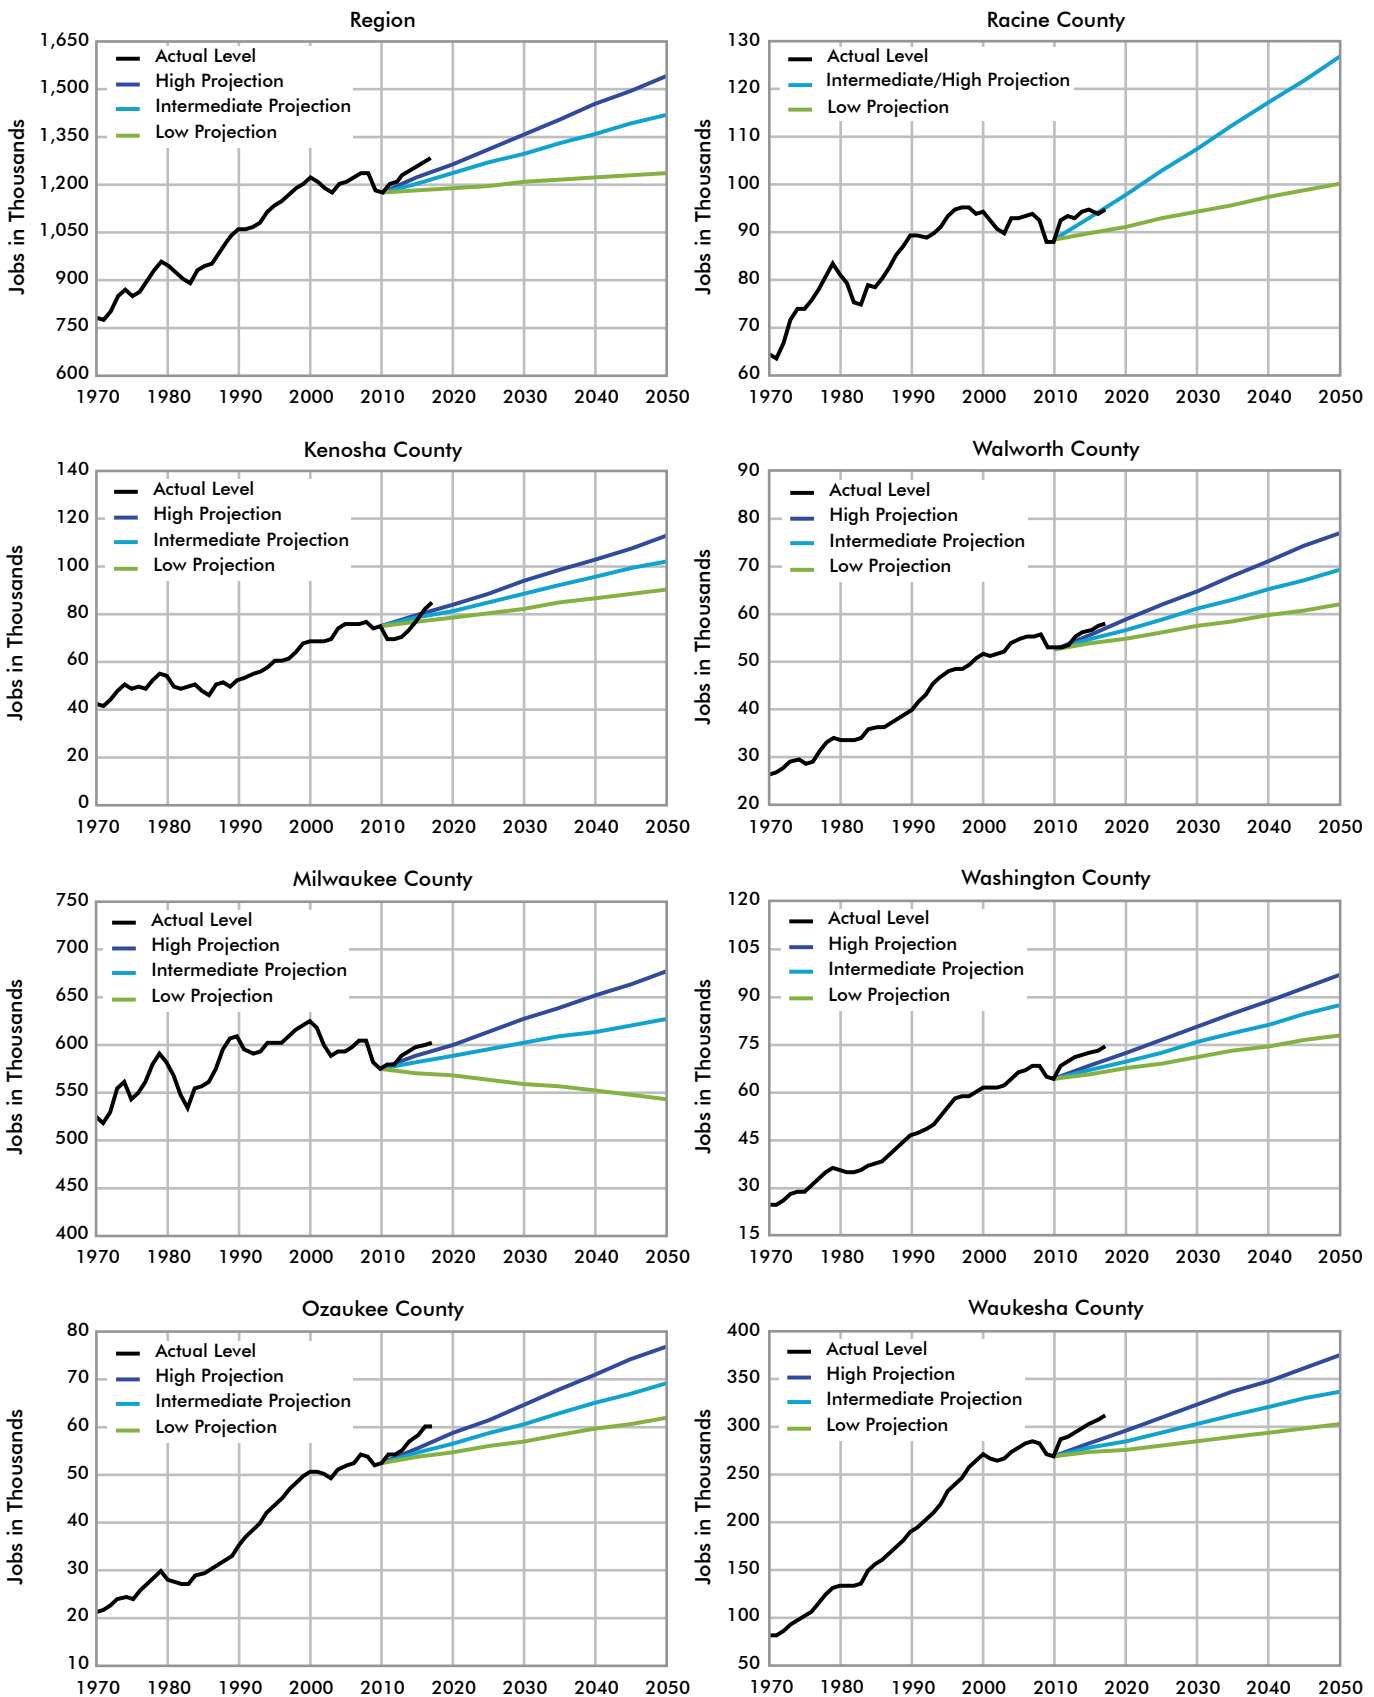 Region
Jobs in Thousands
1,650
1,500
1,350
1,200
1,050
900
750
600
Actual Level
High Projection
Intermediate Projection
Low Projection
1970 1980 1990 2000 2010 2020 2030 2040 2050
Racine County
Jobs in Thousands
130
120
110
100
90
80
70
60
Actual Level
Intermediate/High Projection
Low Projection
1970 1980 1990 2000 2010 2020 2030 2040 2050
Kenosha County
Jobs in Thousands
140
120
100
80
60
40
20
0
Actual Level
High Projection
Intermediate Projection
Low Projection
1970 1980 1990 2000 2010 2020 2030 2040 2050
Walworth County
Jobs in Thousands
90
80
70
60
50
40
30
20
Actual Level
High Projection
Intermediate Projection
Low Projection
1970 1980 1990 2000 2010 2020 2030 2040 2050
Milwaukee County
Jobs in Thousands
750
700
650
600
550
500
450
400
Actual Level
High Projection
Intermediate Projection
Low Projection
1970 1980 1990 2000 2010 2020 2030 2040 2050
Washington County
Jobs in Thousands
120
105
90
75
60
45
30
15
Actual Level
High Projection
Intermediate Projection
Low Projection
1970 1980 1990 2000 2010 2020 2030 2040 2050
Ozaukee County
Jobs in Thousands
80
70
60
50
40
30
20
10
Actual Level
High Projection
Intermediate Projection
Low Projection
1970 1980 1990 2000 2010 2020 2030 2040 2050
Waukesha County
Jobs in Thousands
400
350
300
250
200
150
100
50
Actual Level
High Projection
Intermediate Projection
Low Projection
1970 1980 1990 2000 2010 2020 2030 2040 2050